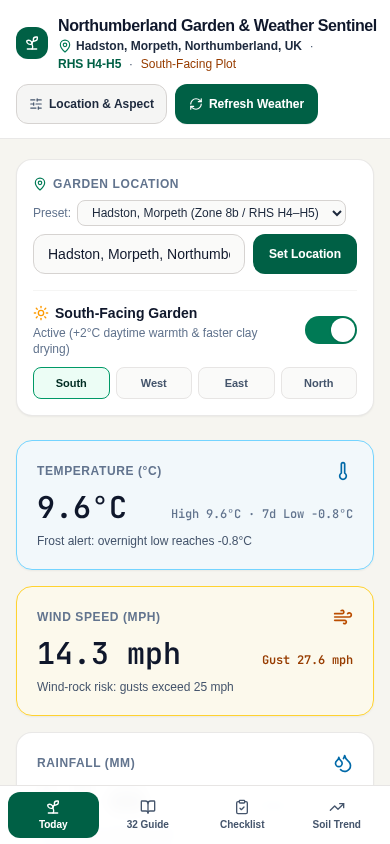 Northumberland Garden & Weather Sentinel
Hadston, Morpeth, Northumberland, UK ·
RHS H4-H5 · South-Facing Plot
Location & Aspect
Refresh Weather
GARDEN LOCATION
Preset: Hadston, Morpeth (Zone 8b / RHS H4–H5)
Hadston, Morpeth, Northumb
Set Location
South-Facing Garden
Active (+2°C daytime warmth & faster clay
drying)
South West East North
TEMPERATURE (°C)
9.6°C High 9.6°C · 7d Low -0.8°C
Frost alert: overnight low reaches -0.8°C
WIND SPEED (MPH)
14.3 mph Gust 27.6 mph
Wind-rock risk: gusts exceed 25 mph
RAINFALL (MM)
Today 32 Guide Checklist Soil Trend